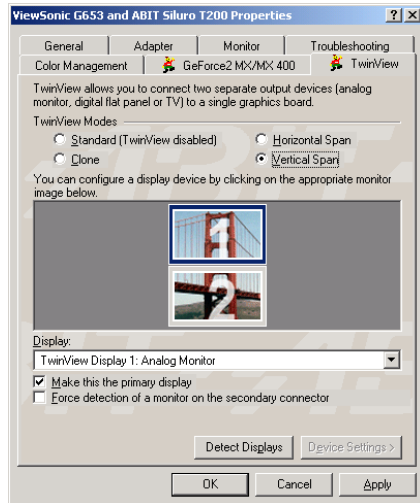 ViewSonic G653 and ABIT Siluro T200 Properties
General Adapter Monitor Troubleshooting
Color Management GeForce2 MX/MX 400 TwinView
TwinView allows you to connect two separate output devices (analog
monitor, digital flat panel or TV) to a single graphics board.
TwinView Modes
Standard (TwinView disabled) Horizontal Span
Clone Vertical Span
You can configure a display device by clicking on the appropriate monitor
image below.
1
2
Display:
TwinView Display 1: Analog Monitor
Make this the primary display
Force detection of a monitor on the secondary connector
Detect Displays Device Settings >
OK Cancel Apply